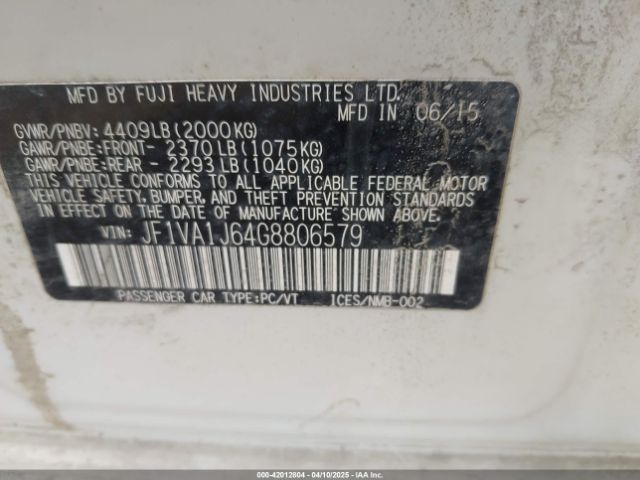 MFD BY FUJI HEAVY INDUSTRIES LTD.
MFD IN 06/15
GVWR/PNBV: 4409LB(2000KG)
GAWR/PNBE:FRONT- 2370LB(1075KG)
GAWR/PNBE:REAR - 2293LB(1040KG)
THIS VEHICLE CONFORMS TO ALL APPLICABLE FEDERAL MOTOR
VEHICLE SAFETY, BUMPER, AND THEFT PREVENTION STANDARDS
IN EFFECT ON THE DATE OF MANUFACTURE SHOWN ABOVE.
VIN: JF1VA1J64G8806579
PASSENGER CAR TYPE:PC/VT ICES/NMB-002
000-42012804 - 04/10/2025 - IAA Inc.